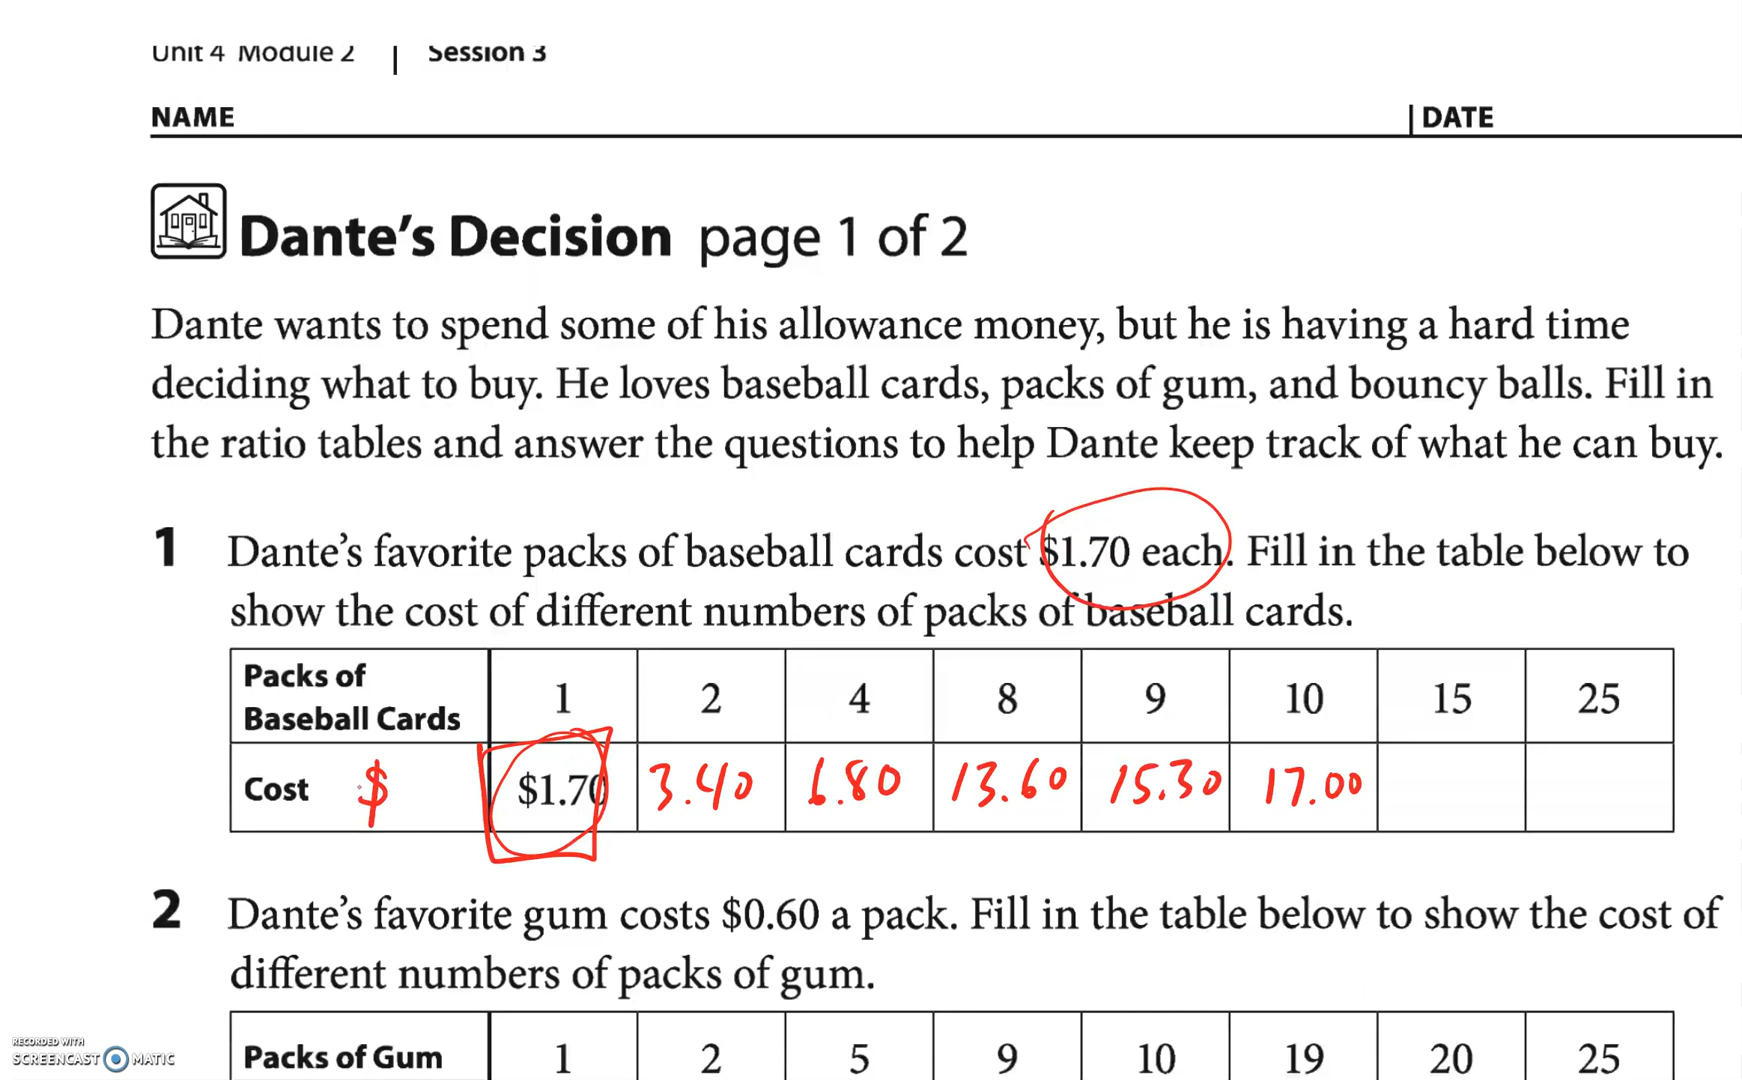 Unit 4 Module 2 | Session 3
NAME | DATE
Dante's Decision page 1 of 2
Dante wants to spend some of his allowance money, but he is having a hard time
deciding what to buy. He loves baseball cards, packs of gum, and bouncy balls. Fill in
the ratio tables and answer the questions to help Dante keep track of what he can buy.
1 Dante's favorite packs of baseball cards cost $1.70 each. Fill in the table below to
show the cost of different numbers of packs of baseball cards.
Packs of
Baseball Cards 1 2 4 8 9 10 15 25
Cost $ $1.70 3.40 6.80 13.60 15.30 17.00
2 Dante's favorite gum costs $0.60 a pack. Fill in the table below to show the cost of
different numbers of packs of gum.
Packs of Gum 1 2 5 9 10 19 20 25
RECORDED WITH
SCREENCAST MATIC